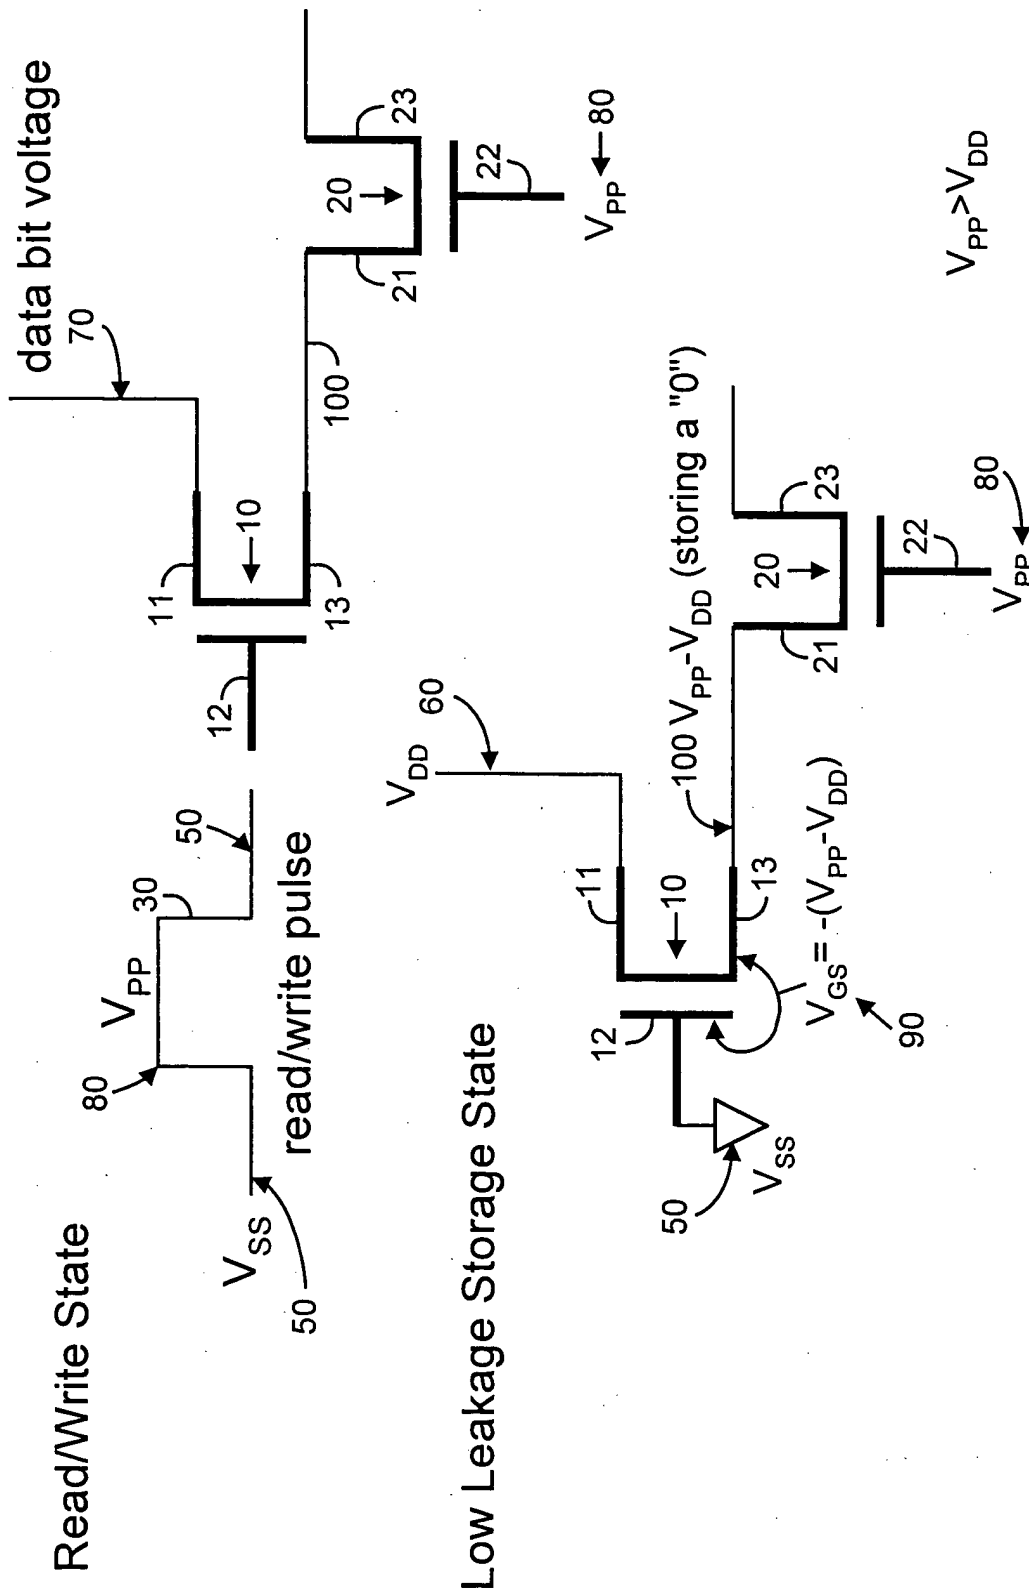 Read/Write State
data bit voltage
70
V_PP
80
30
50
V_SS
50
read/write pulse
12
11
10
13
100
20
21
23
22
V_PP 80
Low Leakage Storage State
V_DD
60
11
12
10
13
50
V_SS
100 V_PP-V_DD (storing a "0")
V_GS = -(V_PP-V_DD)
90
20
21
23
22
V_PP 80
V_PP>V_DD